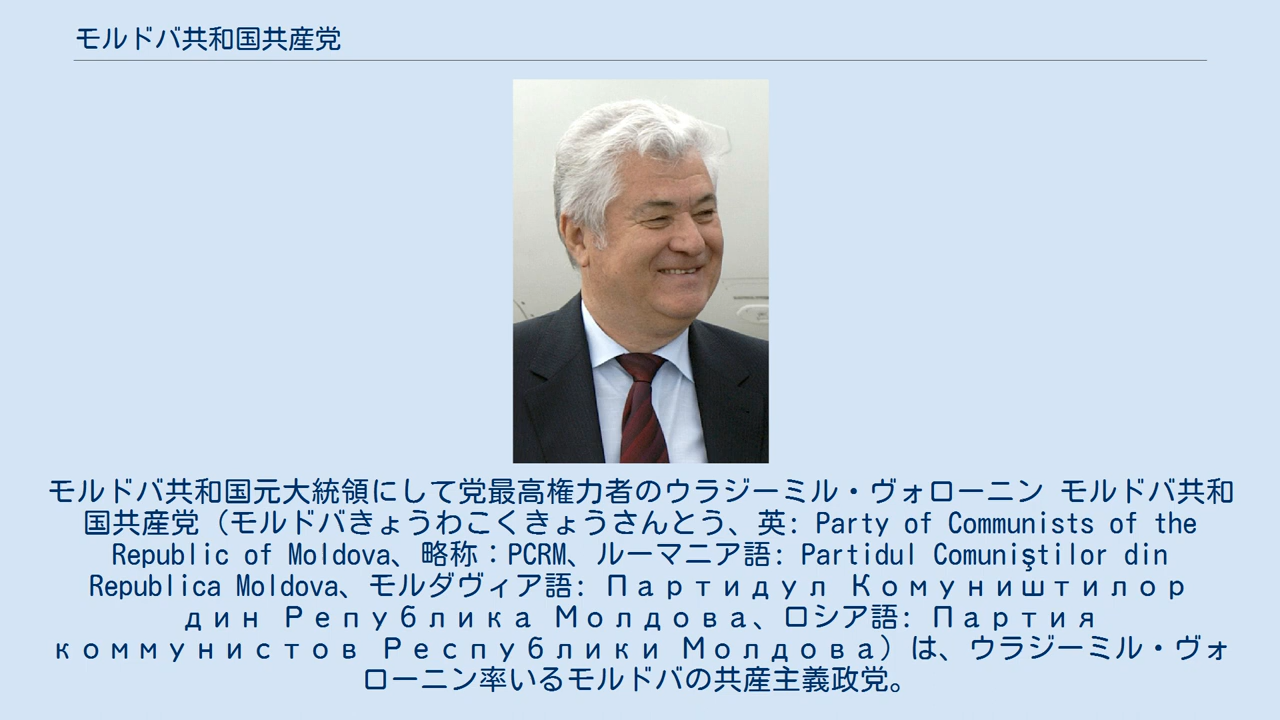 モルドバ共和国共産党
モルドバ共和国元大統領にして党最高権力者のウラジーミル・ヴォローニン モルドバ共和
国共産党（モルドバきょうわこくきょうさんとう、英: Party of Communists of the
Republic of Moldova、略称：PCRM、ルーマニア語: Partidul Comuniştilor din
Republica Moldova、モルダヴィア語: Партидул Комуништилор
дин Република Молдова、ロシア語: Партия
коммунистов Республики Молдова）は、ウラジーミル・ヴォ
ローニン率いるモルドバの共産主義政党。